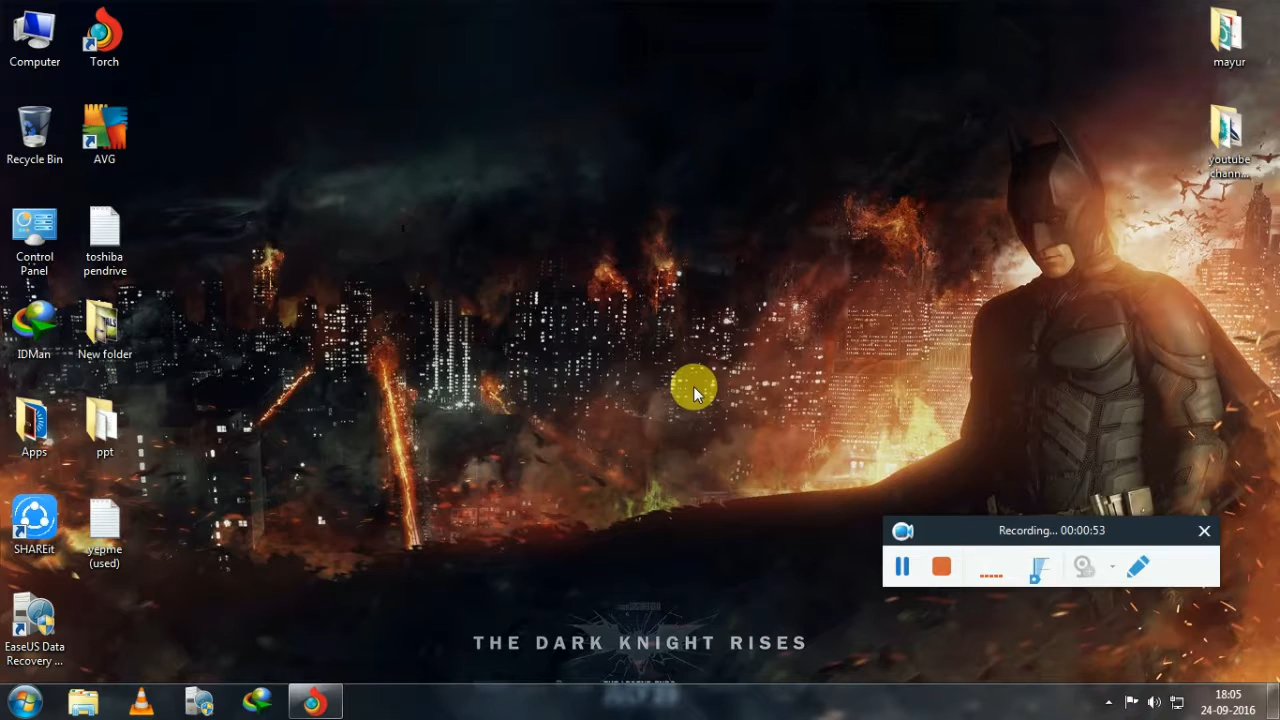 Computer
Torch
mayur
Recycle Bin
AVG
youtube
chann...
Control
Panel
toshiba
pendrive
IDMan
New folder
Apps
ppt
Recording... 00:00:53
SHAREit
yepme
(used)
EaseUS Data
Recovery ...
THE DARK KNIGHT RISES
18:05
24-09-2016